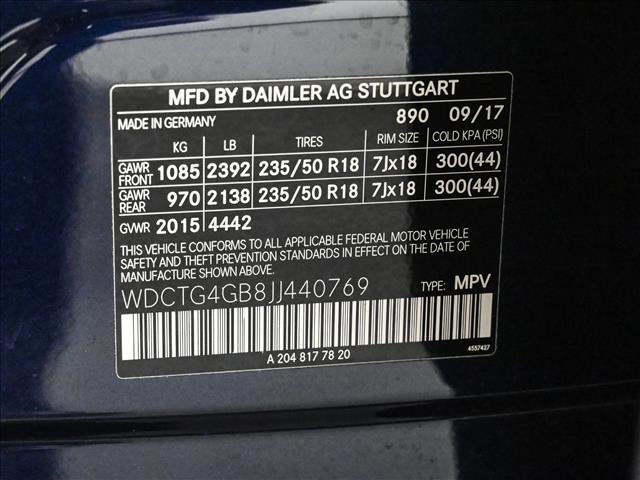 MFD BY DAIMLER AG STUTTGART
MADE IN GERMANY 890 09/17
KG LB TIRES RIM SIZE COLD KPA (PSI)
GAWR FRONT 1085 2392 235/50 R18 7Jx18 300(44)
GAWR REAR 970 2138 235/50 R18 7Jx18 300(44)
GVWR 2015 4442
THIS VEHICLE CONFORMS TO ALL APPLICABLE FEDERAL MOTOR VEHICLE
SAFETY AND THEFT PREVENTION STANDARDS IN EFFECT ON THE DATE
OF MANUFACTURE SHOWN ABOVE.
WDCTG4GB8JJ440769 TYPE: MPV
A 204 817 78 20 4557427